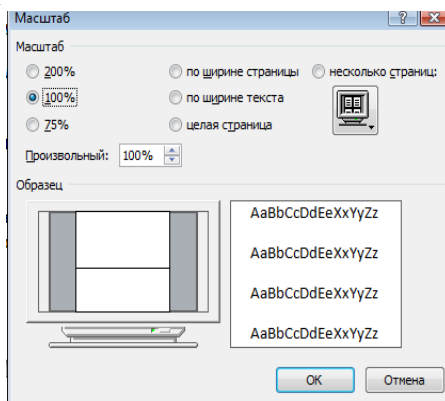 Масштаб
Масштаб
200% по ширине страницы несколько страниц:
100% по ширине текста
75% целая страница
Произвольный: 100%
Образец
AaBbCcDdEeXxYyZz
AaBbCcDdEeXxYyZz
AaBbCcDdEeXxYyZz
AaBbCcDdEeXxYyZz
ОК Отмена